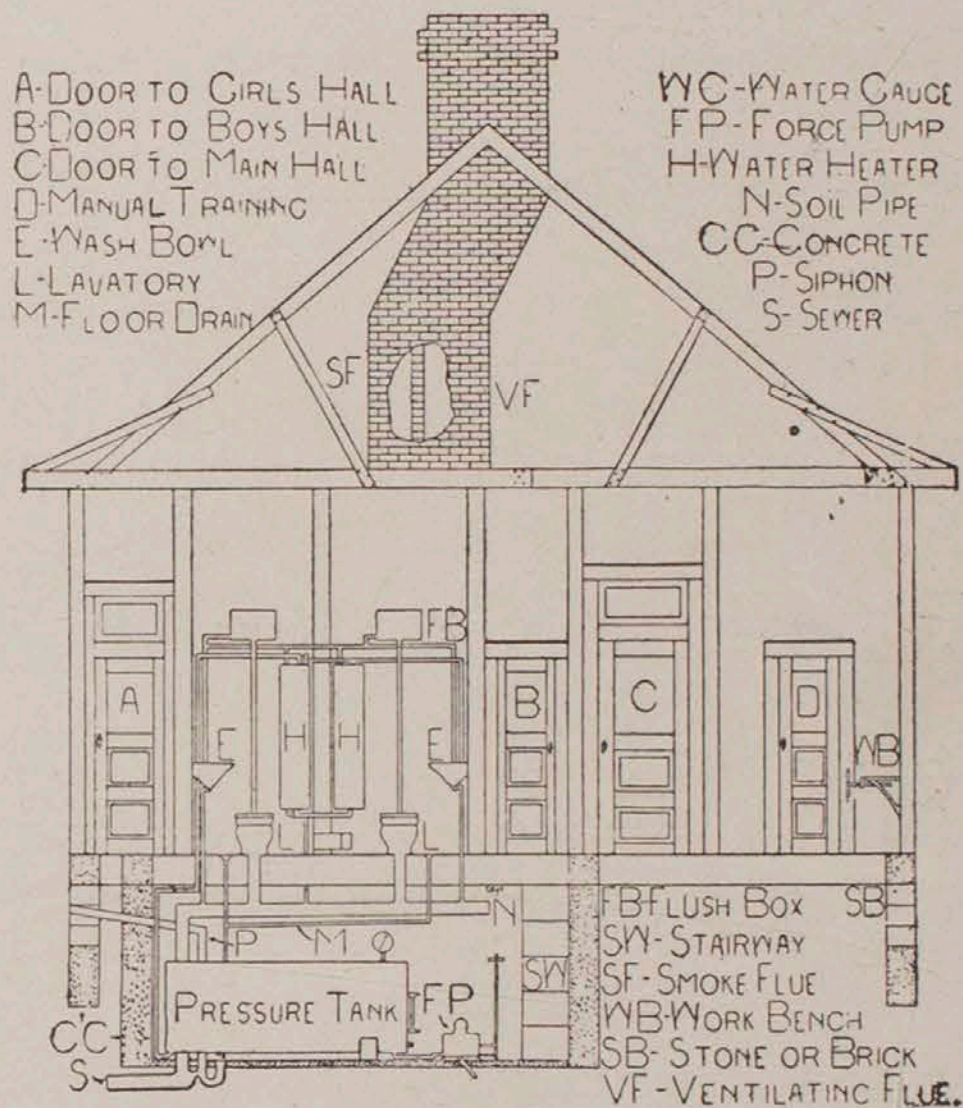 A-DOOR TO GIRLS HALL
B-DOOR TO BOYS HALL
C-DOOR TO MAIN HALL
D-MANUAL TRAINING
E-WASH BOWL
L-LAVATORY
M-FLOOR DRAIN
WG-WATER GAUGE
FP-FORCE PUMP
H-WATER HEATER
N-SOIL PIPE
CC-CONCRETE
P-SIPHON
S-SEWER
SF
VF
FB
A
E
H
H
E
B
C
D
WB
L
L
N
P
M
PRESSURE TANK
FP
SW
CC
S
FB-FLUSH BOX
SB
SW-STAIRWAY
SF-SMOKE FLUE
WB-WORK BENCH
SB-STONE OR BRICK
VF-VENTILATING FLUE.